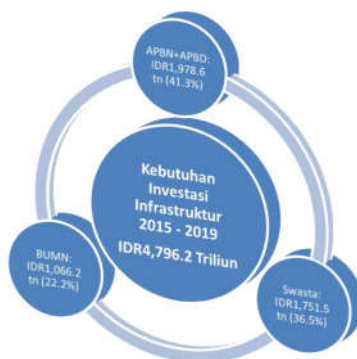 APBN+APBD:
IDR1,978.6
tn (41.3%)
Kebutuhan
Investasi
Infrastruktur
2015 - 2019
IDR4,796.2 Triliun
BUMN:
IDR1,066.2
tn (22.2%)
Swasta:
IDR1,751.5
tn (36.5%)